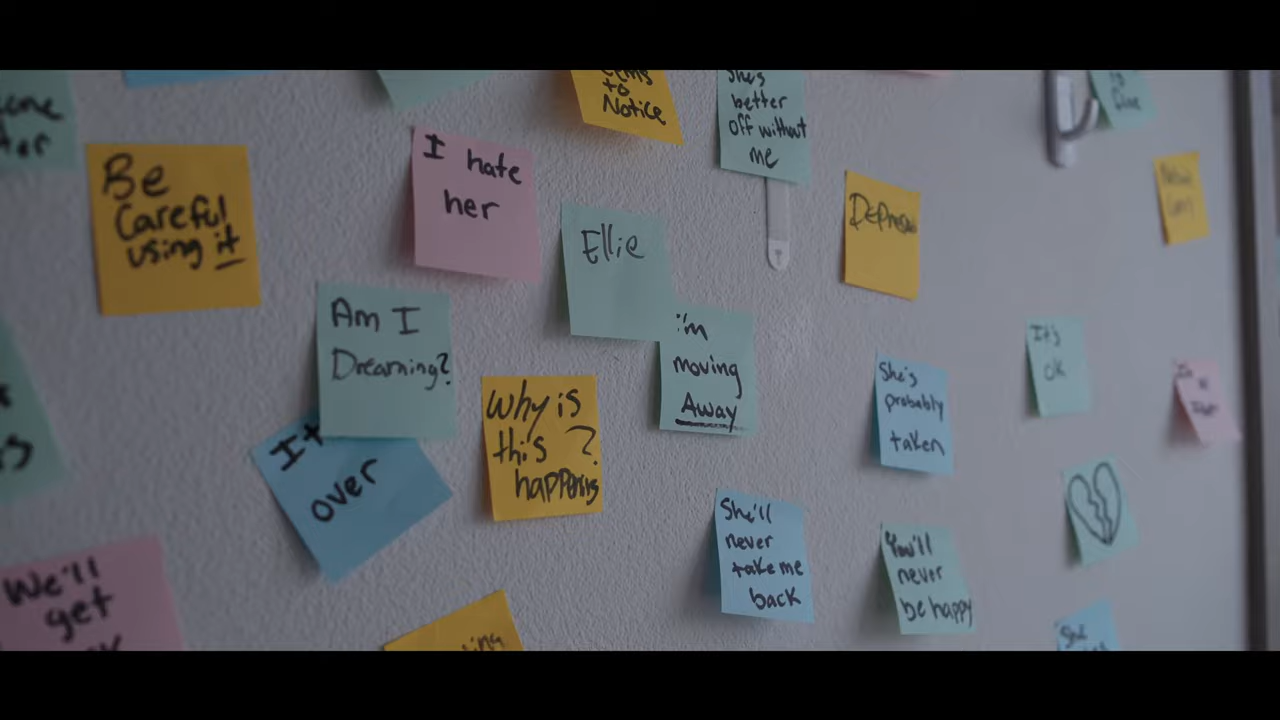 to
Notice
She's
better
off without
me
Be
Careful
using it
I hate
her
Ellie
Am I
Dreaming?
i'm
moving
Away
Why is
this ?
happening
over
She's
probably
taken
It's
ok
She'll
never
take me
back
You'll
never
be happy
We'll
get